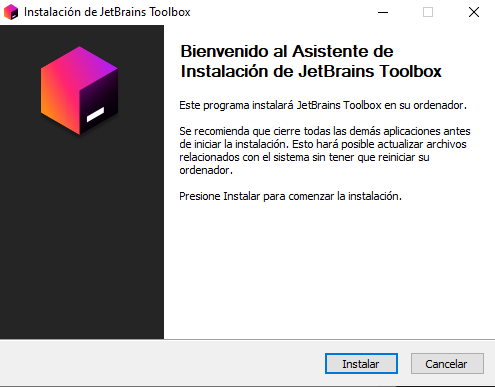 Instalación de JetBrains Toolbox
Bienvenido al Asistente de
Instalación de JetBrains Toolbox
Este programa instalará JetBrains Toolbox en su ordenador.
Se recomienda que cierre todas las demás aplicaciones antes
de iniciar la instalación. Esto hará posible actualizar archivos
relacionados con el sistema sin tener que reiniciar su
ordenador.
Presione Instalar para comenzar la instalación.
Instalar
Cancelar